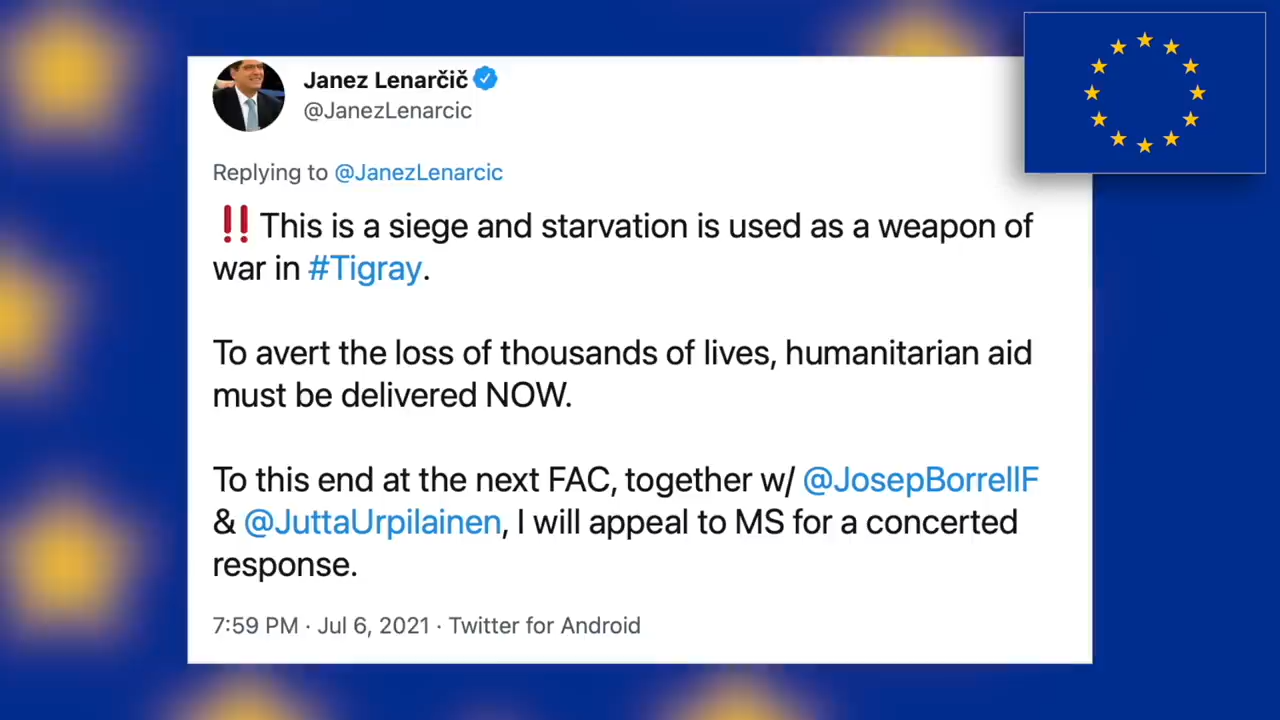 Janez Lenarčič
@JanezLenarcic
Replying to @JanezLenarcic
‼️ This is a siege and starvation is used as a weapon of
war in #Tigray.
To avert the loss of thousands of lives, humanitarian aid
must be delivered NOW.
To this end at the next FAC, together w/ @JosepBorrellF
& @JuttaUrpilainen, I will appeal to MS for a concerted
response.
7:59 PM · Jul 6, 2021 · Twitter for Android